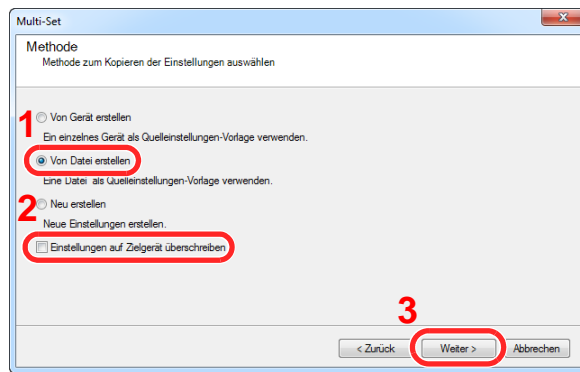 Multi-Set
Methode
Methode zum Kopieren der Einstellungen auswählen
1
Von Gerät erstellen
Ein einzelnes Gerät als Quelleinstellungen-Vorlage verwenden.
Von Datei erstellen
Eine Datei als Quelleinstellungen-Vorlage verwenden.
2
Neu erstellen
Neue Einstellungen erstellen.
Einstellungen auf Zielgerät überschreiben
3
< Zurück Weiter > Abbrechen